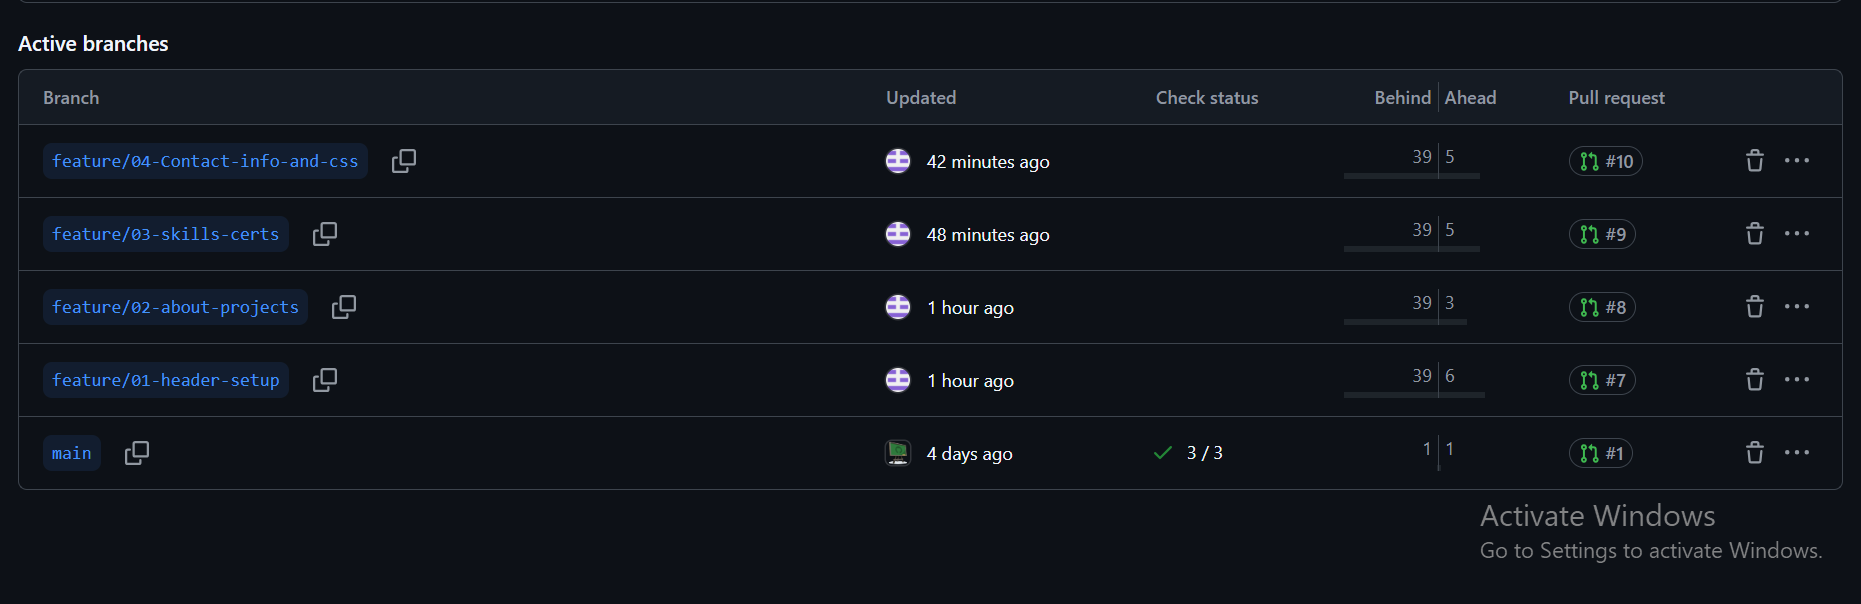 Active branches
Branch Updated Check status Behind Ahead Pull request
feature/04-Contact-info-and-css 42 minutes ago 39 5 #10
feature/03-skills-certs 48 minutes ago 39 5 #9
feature/02-about-projects 1 hour ago 39 3 #8
feature/01-header-setup 1 hour ago 39 6 #7
main 4 days ago 3 / 3 1 1 #1
Activate Windows
Go to Settings to activate Windows.